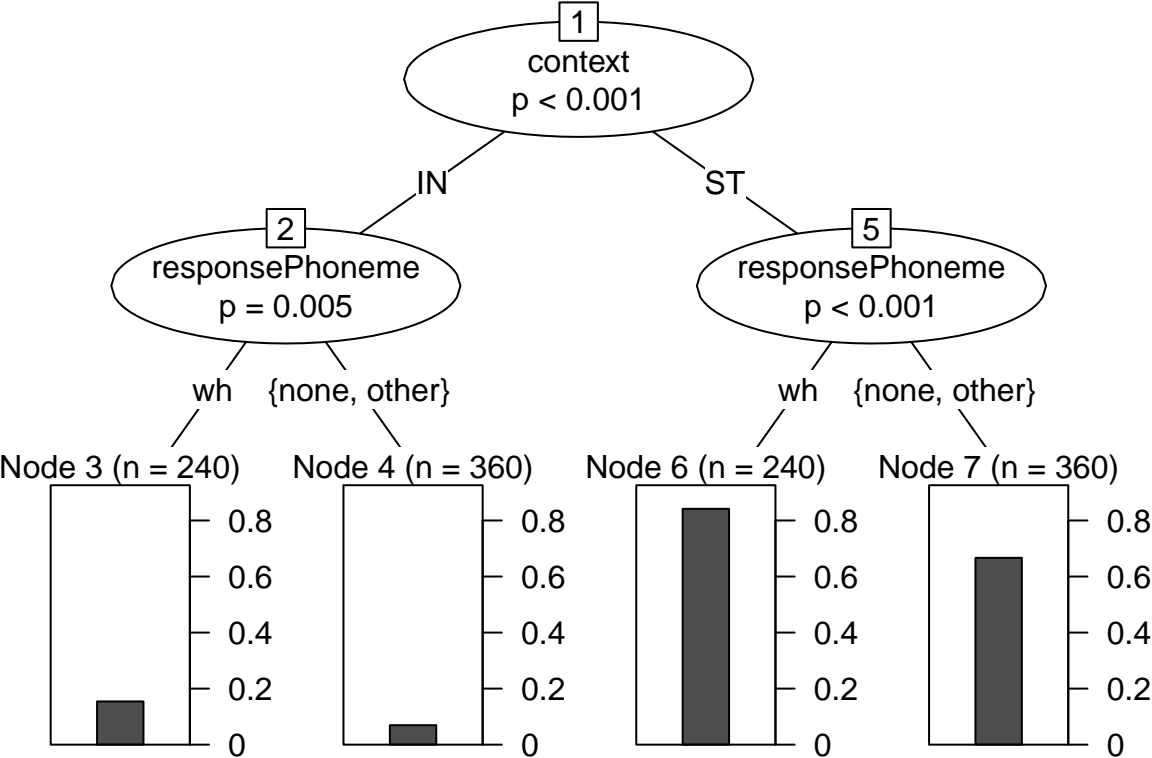 1
context
p < 0.001
IN
ST
2
responsePhoneme
p = 0.005
5
responsePhoneme
p < 0.001
wh
{none, other}
wh
{none, other}
Node 3 (n = 240)
0.8
0.6
0.4
0.2
0
Node 4 (n = 360)
0.8
0.6
0.4
0.2
0
Node 6 (n = 240)
0.8
0.6
0.4
0.2
0
Node 7 (n = 360)
0.8
0.6
0.4
0.2
0